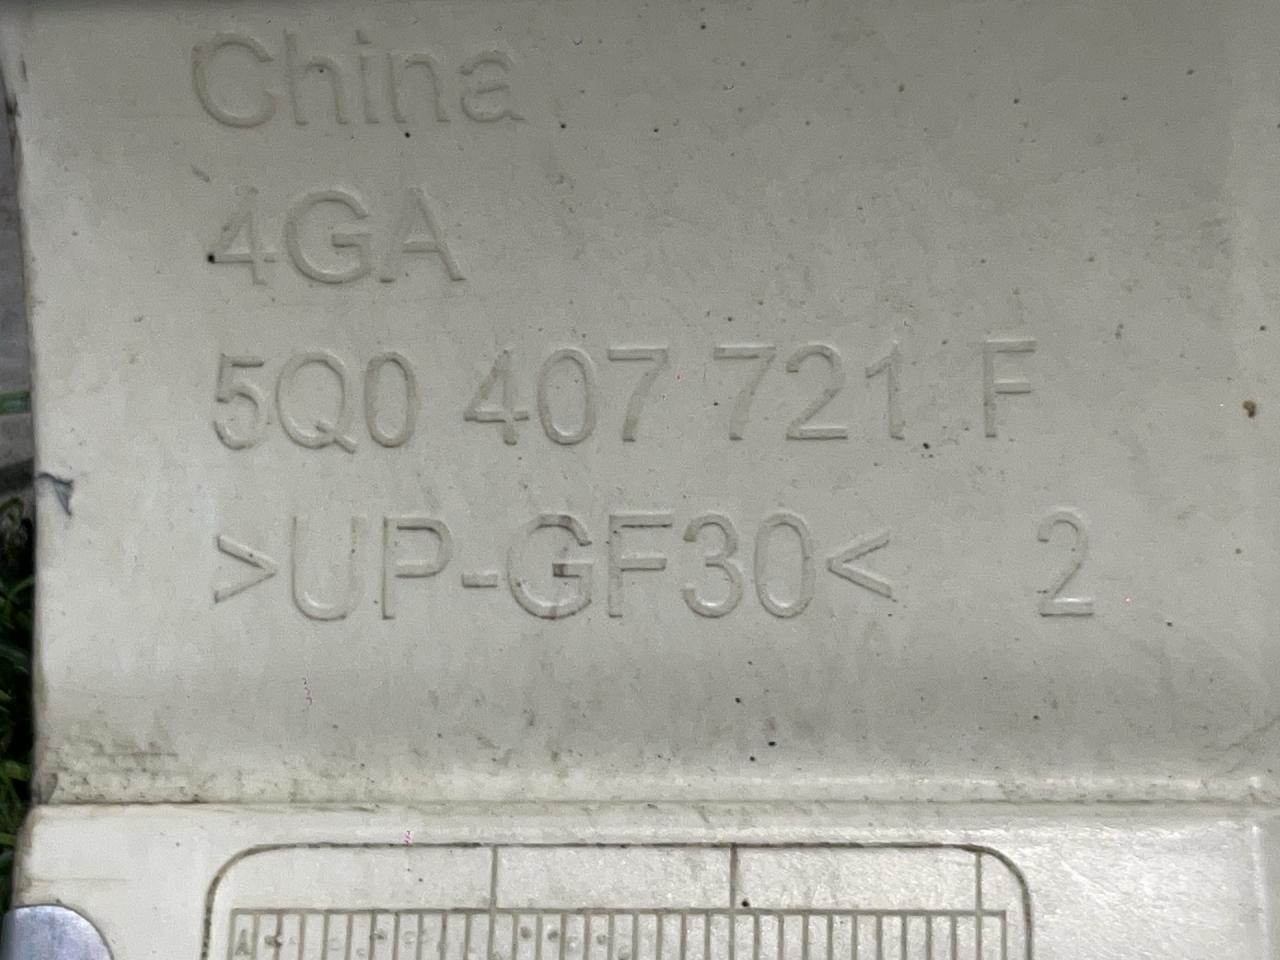 China
4GA
5Q0 407 721 F
>UP-GF30< 2
A